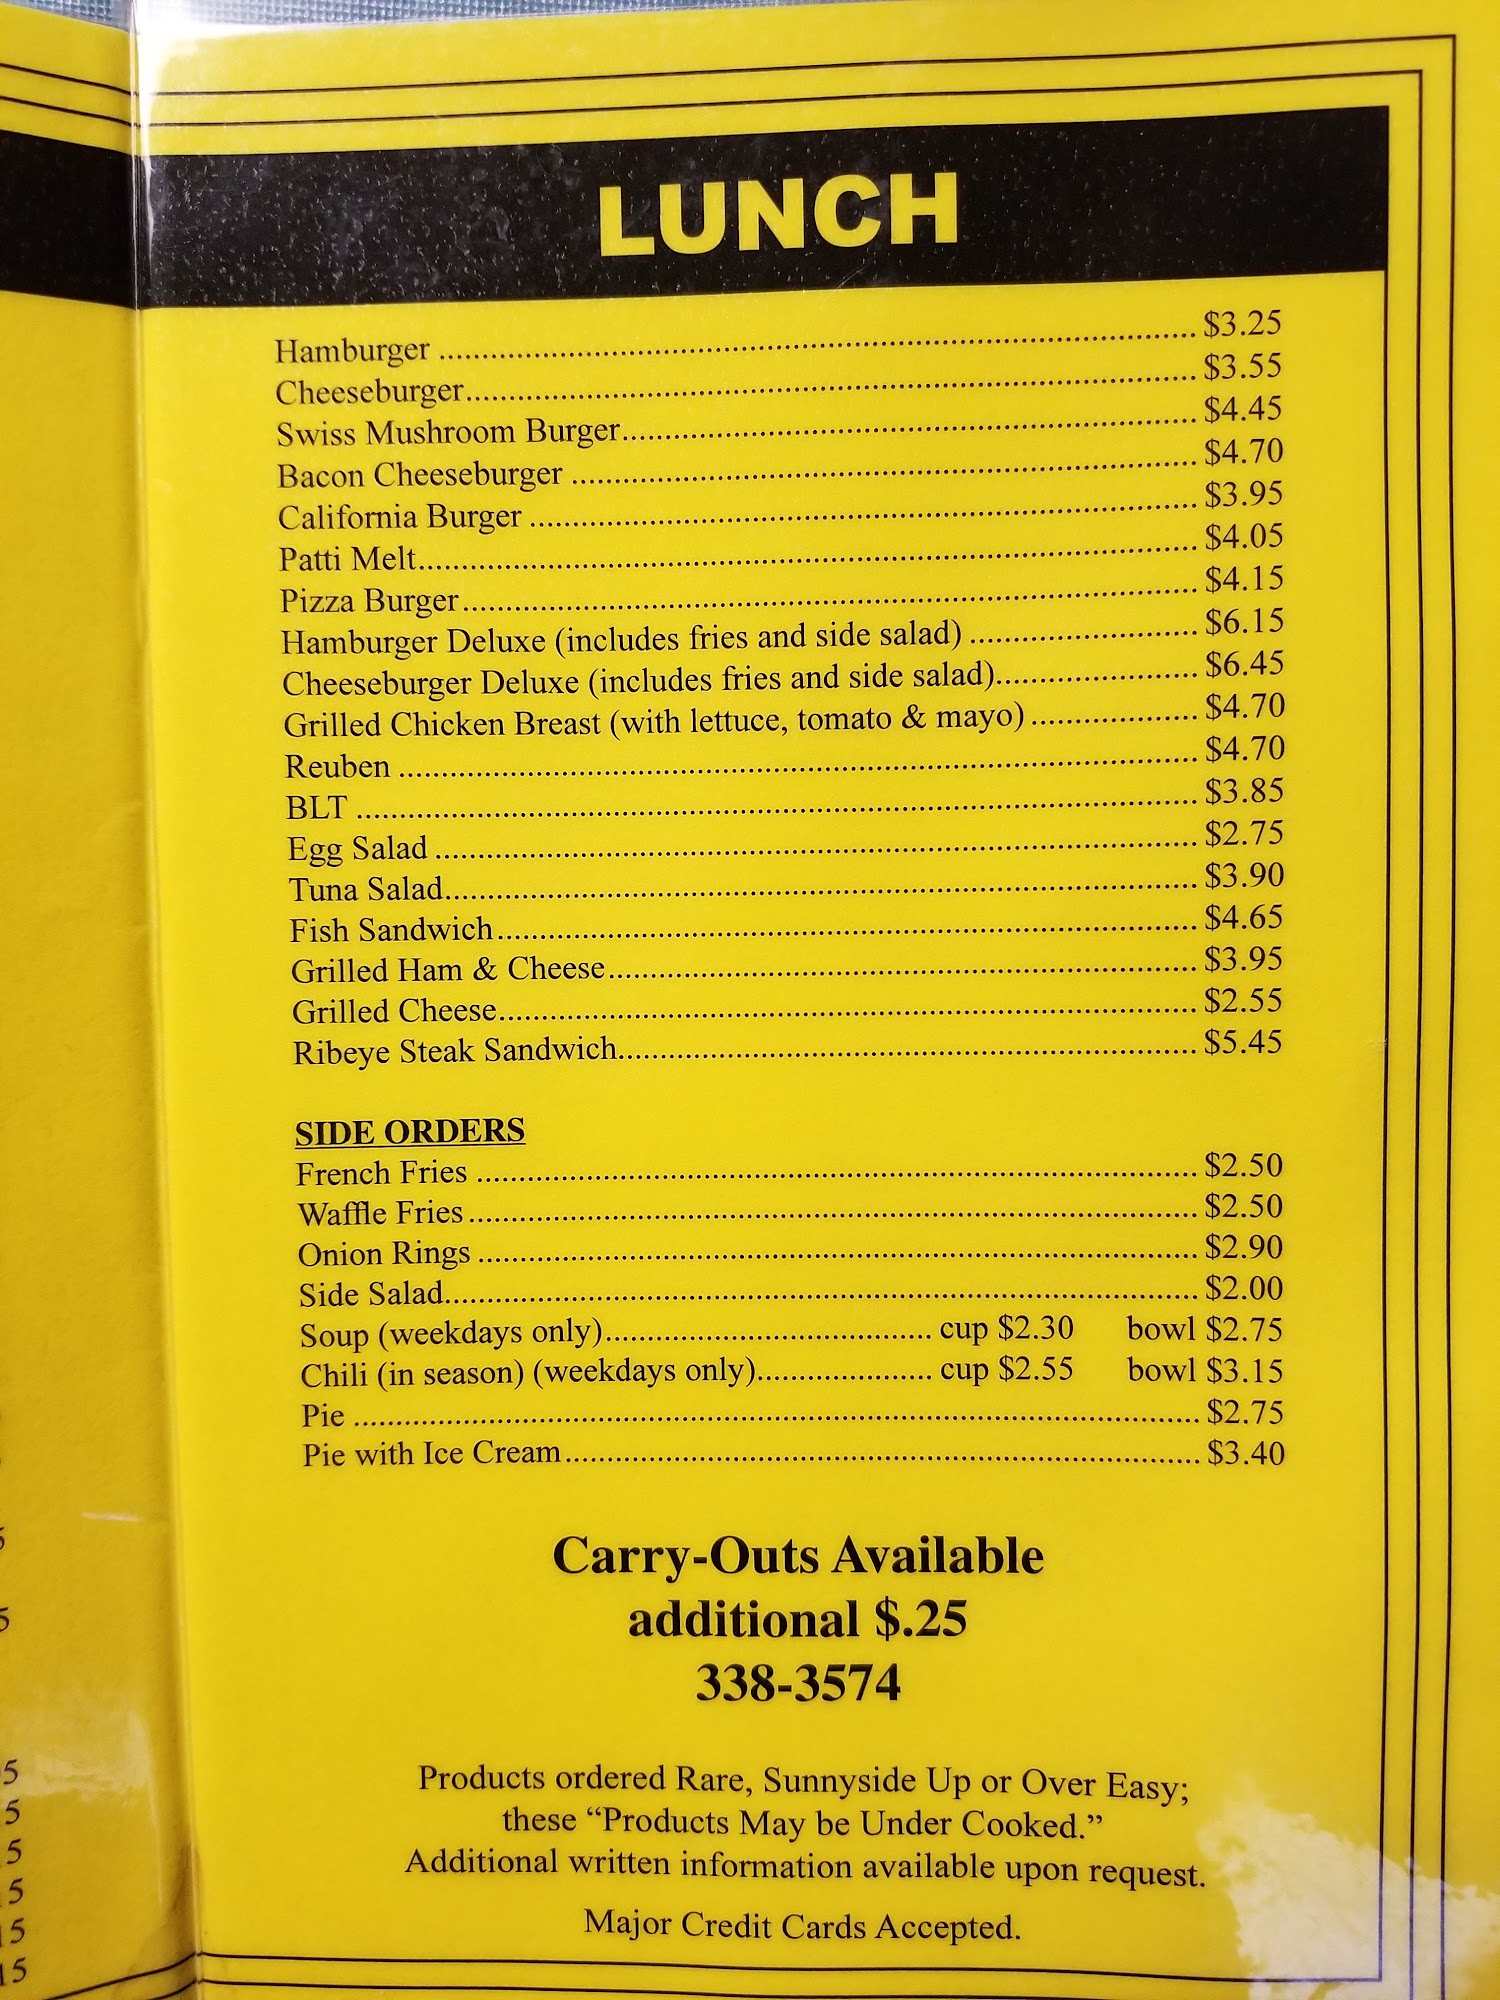 LUNCH
Hamburger ........ $3.25
Cheeseburger........ $3.55
Swiss Mushroom Burger........ $4.45
Bacon Cheeseburger ........ $4.70
California Burger ........ $3.95
Patti Melt........ $4.05
Pizza Burger........ $4.15
Hamburger Deluxe (includes fries and side salad) ........ $6.15
Cheeseburger Deluxe (includes fries and side salad)........ $6.45
Grilled Chicken Breast (with lettuce, tomato & mayo) ........ $4.70
Reuben ........ $4.70
BLT ........ $3.85
Egg Salad ........ $2.75
Tuna Salad........ $3.90
Fish Sandwich........ $4.65
Grilled Ham & Cheese........ $3.95
Grilled Cheese........ $2.55
Ribeye Steak Sandwich........ $5.45
SIDE ORDERS
French Fries ........ $2.50
Waffle Fries........ $2.50
Onion Rings ........ $2.90
Side Salad........ $2.00
Soup (weekdays only)........ cup $2.30 bowl $2.75
Chili (in season) (weekdays only)........ cup $2.55 bowl $3.15
Pie ........ $2.75
Pie with Ice Cream........ $3.40
Carry-Outs Available
additional $.25
338-3574
Products ordered Rare, Sunnyside Up or Over Easy;
these “Products May be Under Cooked.”
Additional written information available upon request.
Major Credit Cards Accepted.